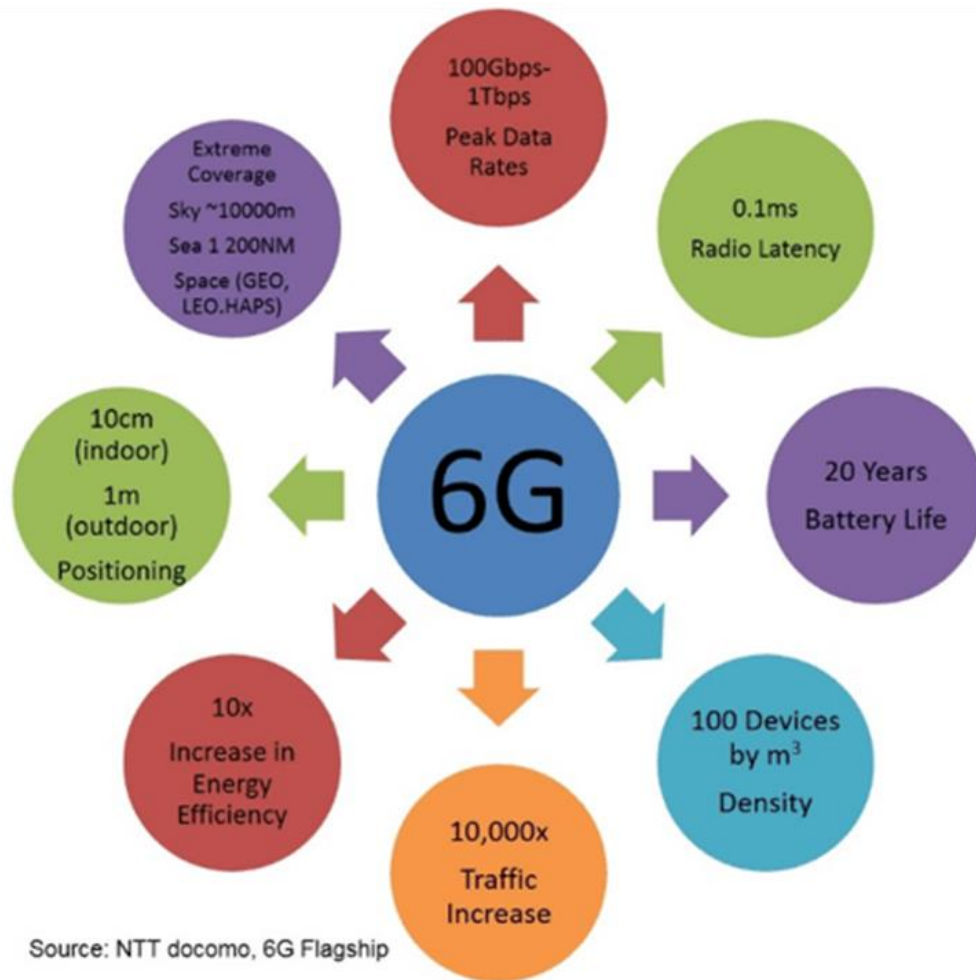 100Gbps-
1Tbps
Peak Data
Rates
0.1ms
Radio Latency
20 Years
Battery Life
100 Devices
by m³
Density
10,000x
Traffic
Increase
10x
Increase in
Energy
Efficiency
10cm
(indoor)
1m
(outdoor)
Positioning
Extreme
Coverage
Sky ~10000m
Sea 1 200NM
Space (GEO,
LEO.HAPS)
6G
Source: NTT docomo, 6G Flagship